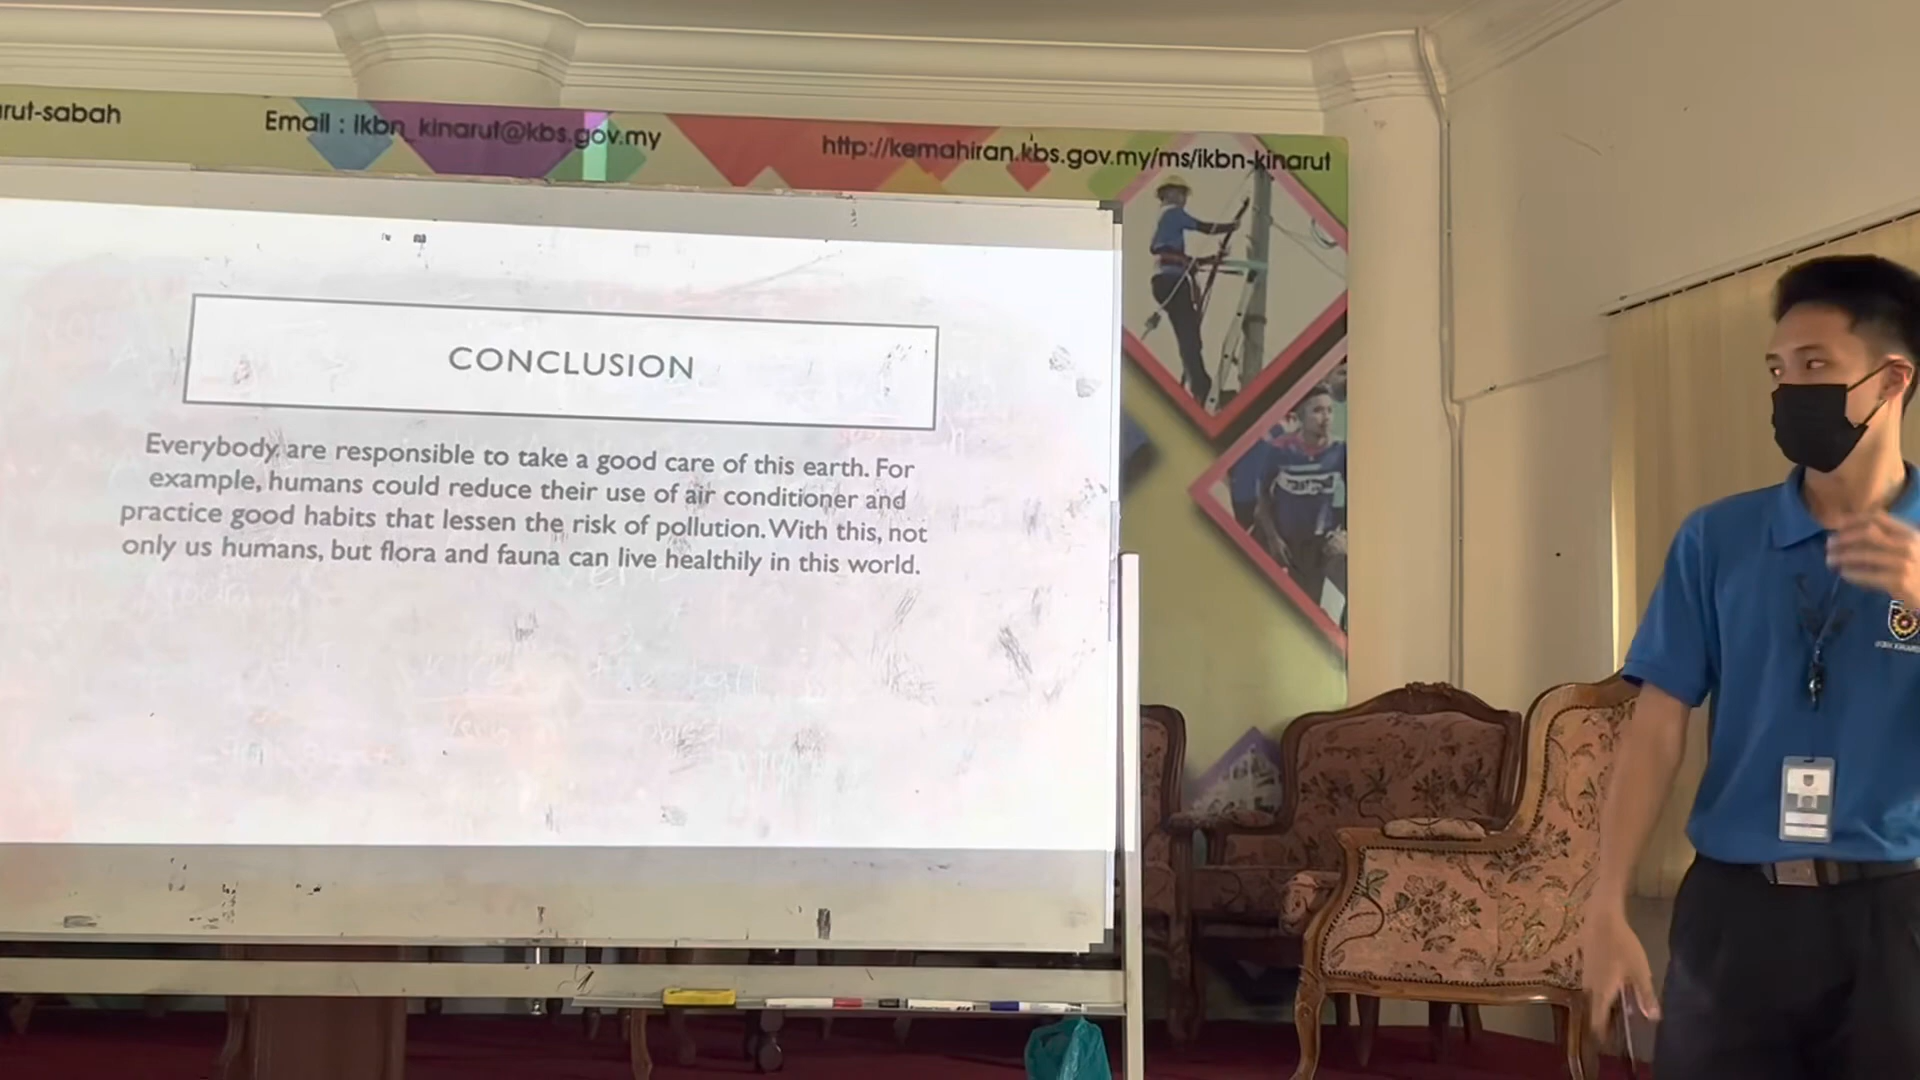 rut-sabah
Email : ikbn_kinarut@kbs.gov.my
http://kemahiran.kbs.gov.my/ms/ikbn-kinarut
CONCLUSION
Everybody are responsible to take a good care of this earth. For
example, humans could reduce their use of air conditioner and
practice good habits that lessen the risk of pollution. With this, not
only us humans, but flora and fauna can live healthily in this world.